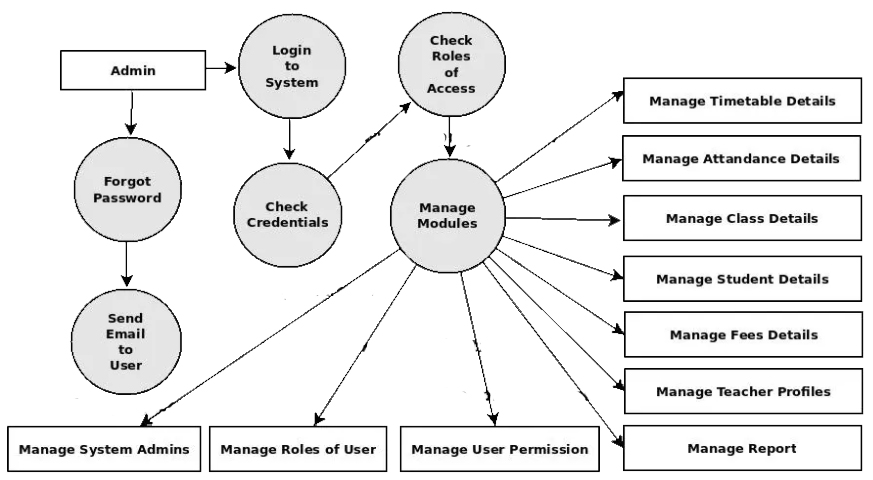 Admin
Login
to
System
Check
Roles
of
Access
Manage Timetable Details
Manage Attandance Details
Forgot
Password
Check
Credentials
Manage
Modules
Manage Class Details
Manage Student Details
Send
Email
to
User
Manage Fees Details
Manage Teacher Profiles
Manage System Admins
Manage Roles of User
Manage User Permission
Manage Report